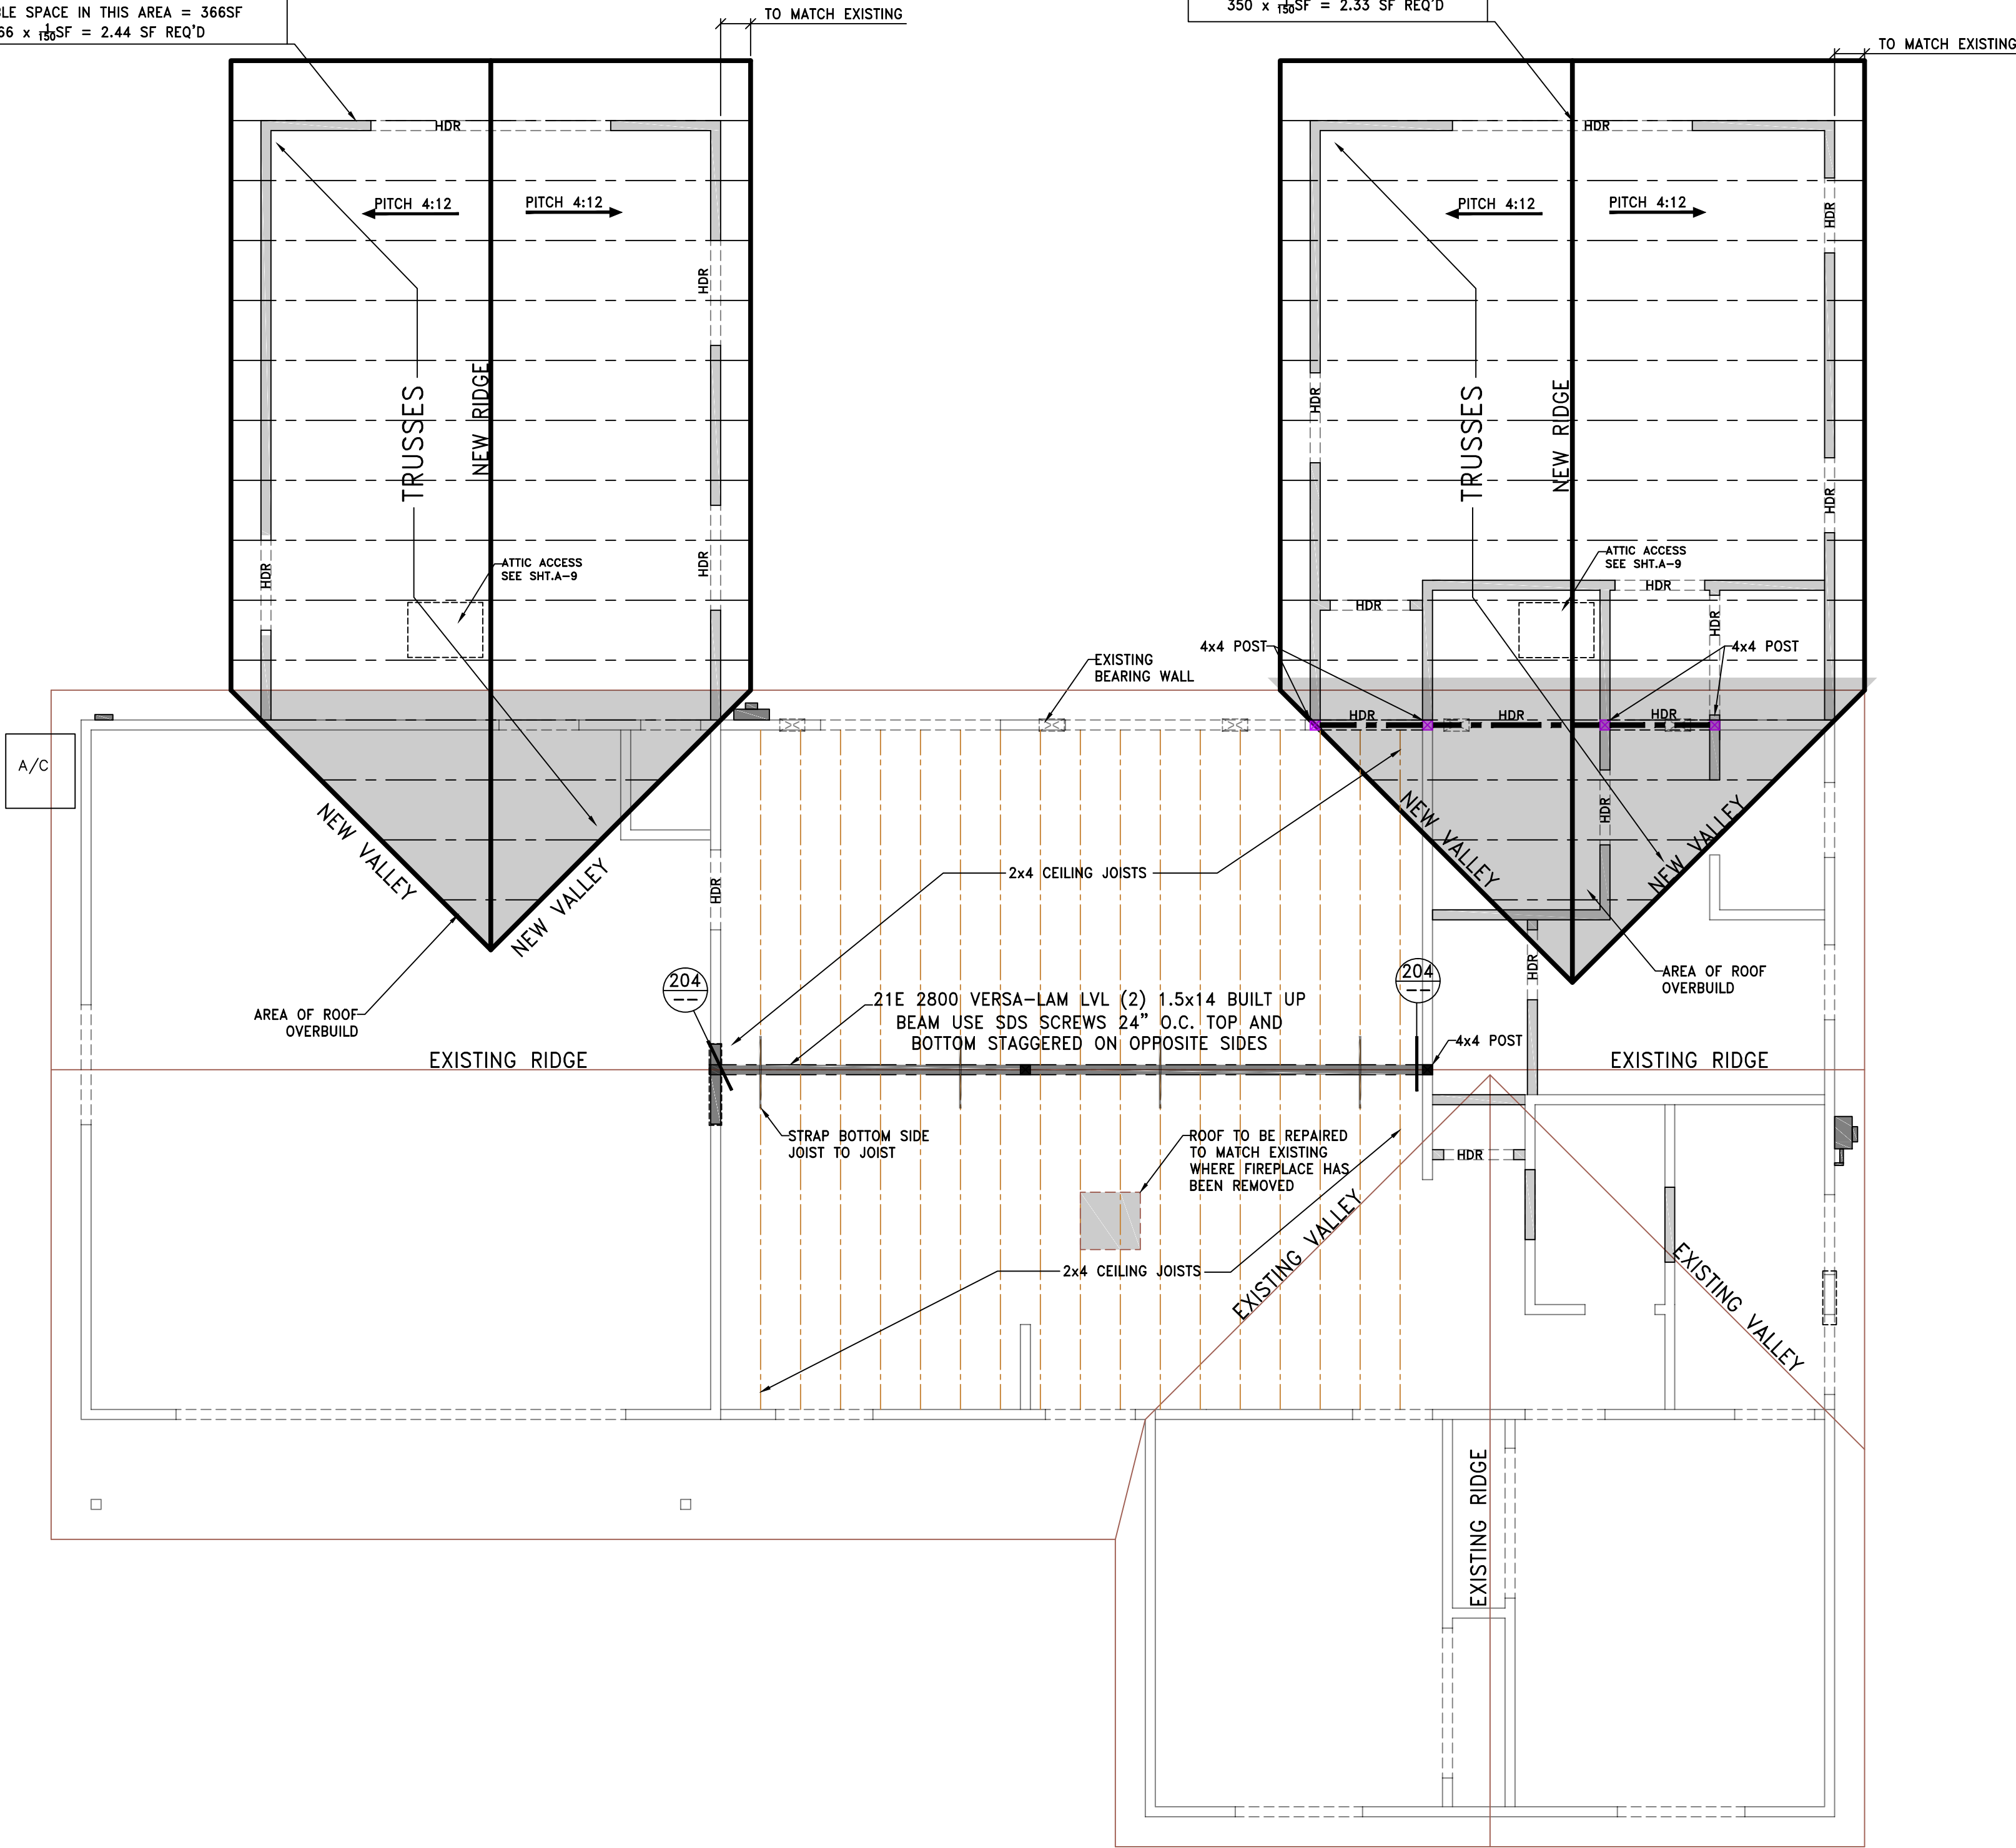 SPACE IN THIS AREA = 366SF
x 1/150SF = 2.44 SF REQ'D
TO MATCH EXISTING
350 x 1/150SF = 2.33 SF REQ'D
TO MATCH EXISTING
HDR
HDR
PITCH 4:12
PITCH 4:12
PITCH 4:12
PITCH 4:12
HDR
HDR
TRUSSES
NEW RIDGE
HDR
TRUSSES
NEW RIDGE
HDR
HDR
HDR
ATTIC ACCESS
SEE SHT.A-9
ATTIC ACCESS
SEE SHT.A-9
HDR
HDR
HDR
4x4 POST
4x4 POST
EXISTING
BEARING WALL
HDR
HDR
HDR
A/C
NEW VALLEY
NEW VALLEY
HDR
2x4 CEILING JOISTS
NEW VALLEY
HDR
NEW VALLEY
HDR
AREA OF ROOF
OVERBUILD
AREA OF ROOF
OVERBUILD
204
--
204
--
21E 2800 VERSA-LAM LVL (2) 1.5x14 BUILT UP
BEAM USE SDS SCREWS 24" O.C. TOP AND
BOTTOM STAGGERED ON OPPOSITE SIDES
4x4 POST
EXISTING RIDGE
EXISTING RIDGE
STRAP BOTTOM SIDE
JOIST TO JOIST
ROOF TO BE REPAIRED
TO MATCH EXISTING
WHERE FIREPLACE HAS
BEEN REMOVED
HDR
2x4 CEILING JOISTS
EXISTING VALLEY
EXISTING VALLEY
EXISTING RIDGE